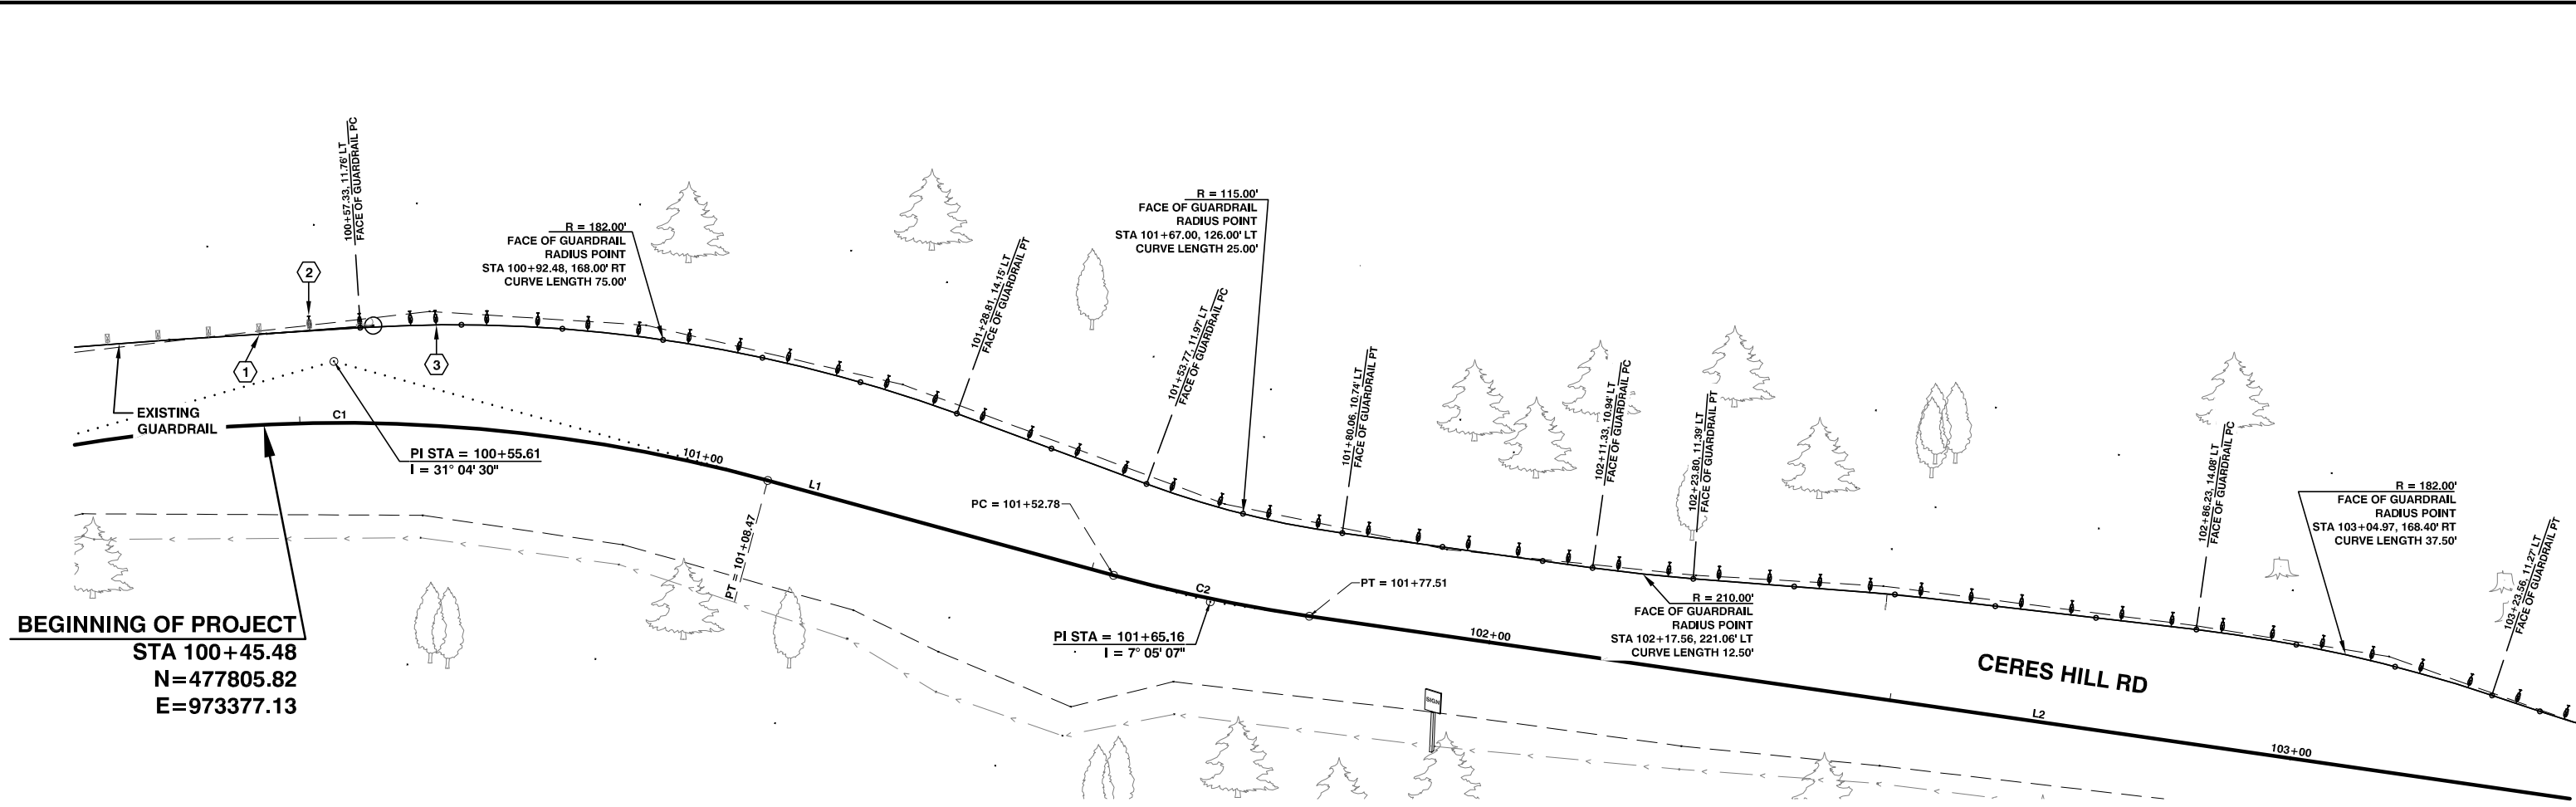 100+57.33, 11.76' LT
FACE OF GUARDRAIL PC
2
1
3
R = 182.00'
FACE OF GUARDRAIL
RADIUS POINT
STA 100+92.48, 168.00' RT
CURVE LENGTH 75.00'
101+28.81, 14.15' LT
FACE OF GUARDRAIL PT
R = 115.00'
FACE OF GUARDRAIL
RADIUS POINT
STA 101+67.00, 126.00' LT
CURVE LENGTH 25.00'
101+53.77, 11.97' LT
FACE OF GUARDRAIL PC
101+80.06, 10.74' LT
FACE OF GUARDRAIL PT
102+11.33, 10.94' LT
FACE OF GUARDRAIL PC
102+23.80, 11.39' LT
FACE OF GUARDRAIL PT
102+86.23, 14.08' LT
FACE OF GUARDRAIL PC
R = 182.00'
FACE OF GUARDRAIL
RADIUS POINT
STA 103+04.97, 168.40' RT
CURVE LENGTH 37.50'
103+23.56, 11.27' LT
FACE OF GUARDRAIL PT
EXISTING
GUARDRAIL
C1
PI STA = 100+55.61
I = 31° 04' 30"
101+00
L1
PT = 101+08.47
PC = 101+52.78
C2
PT = 101+77.51
PI STA = 101+65.16
I = 7° 05' 07"
102+00
R = 210.00'
FACE OF GUARDRAIL
RADIUS POINT
STA 102+17.56, 221.06' LT
CURVE LENGTH 12.50'
CERES HILL RD
L2
103+00
SIGN
BEGINNING OF PROJECT
STA 100+45.48
N=477805.82
E=973377.13